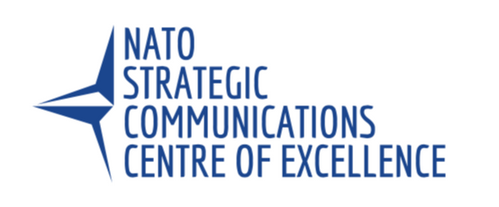 NATO
STRATEGIC
COMMUNICATIONS
CENTRE OF EXCELLENCE